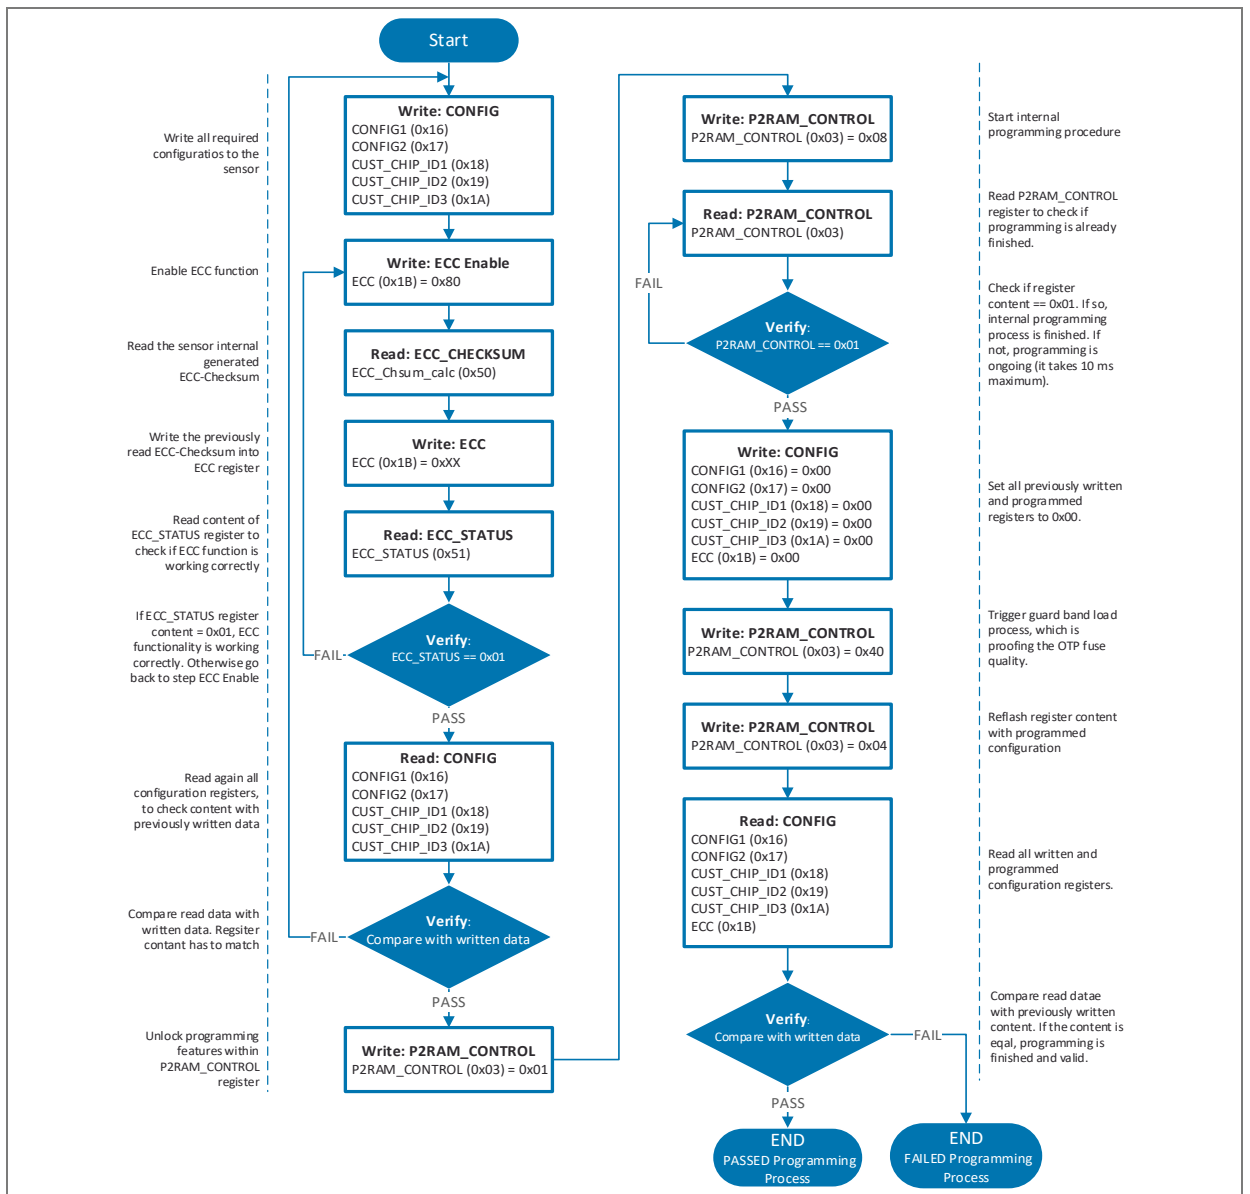 Start
Write all required
configuratios to the
sensor
Write: CONFIG
CONFIG1 (0x16)
CONFIG2 (0x17)
CUST_CHIP_ID1 (0x18)
CUST_CHIP_ID2 (0x19)
CUST_CHIP_ID3 (0x1A)
Enable ECC function
Write: ECC Enable
ECC (0x1B) = 0x80
Read the sensor internal
generated
ECC-Checksum
Read: ECC_CHECKSUM
ECC_Chsum_calc (0x50)
Write the previously
read ECC-Checksum into
ECC register
Write: ECC
ECC (0x1B) = 0xXX
Read content of
ECC_STATUS register to
check if ECC function is
working correctly
Read: ECC_STATUS
ECC_STATUS (0x51)
If ECC_STATUS register
content = 0x01, ECC
functionality is working
correctly. Otherwise go
back to step ECC Enable
FAIL
Verify:
ECC_STATUS == 0x01
PASS
Read again all
configuration registers,
to check content with
previously written data
Read: CONFIG
CONFIG1 (0x16)
CONFIG2 (0x17)
CUST_CHIP_ID1 (0x18)
CUST_CHIP_ID2 (0x19)
CUST_CHIP_ID3 (0x1A)
Compare read data with
written data. Regsiter
contant has to match
FAIL
Verify:
Compare with written data
PASS
Unlock programming
features within
P2RAM_CONTROL
register
Write: P2RAM_CONTROL
P2RAM_CONTROL (0x03) = 0x01
Write: P2RAM_CONTROL
P2RAM_CONTROL (0x03) = 0x08
Start internal
programming procedure
Read: P2RAM_CONTROL
P2RAM_CONTROL (0x03)
Read P2RAM_CONTROL
register to check if
programming is already
finished.
FAIL
Verify:
P2RAM_CONTROL == 0x01
Check if register
content == 0x01. If so,
internal programming
process is finished. If
not, programming is
ongoing (it takes 10 ms
maximum).
PASS
Write: CONFIG
CONFIG1 (0x16) = 0x00
CONFIG2 (0x17) = 0x00
CUST_CHIP_ID1 (0x18) = 0x00
CUST_CHIP_ID2 (0x19) = 0x00
CUST_CHIP_ID3 (0x1A) = 0x00
ECC (0x1B) = 0x00
Set all previously written
and programmed
registers to 0x00.
Write: P2RAM_CONTROL
P2RAM_CONTROL (0x03) = 0x40
Trigger guard band load
process, which is
proofing the OTP fuse
quality.
Write: P2RAM_CONTROL
P2RAM_CONTROL (0x03) = 0x04
Reflash register content
with programmed
configuration
Read: CONFIG
CONFIG1 (0x16)
CONFIG2 (0x17)
CUST_CHIP_ID1 (0x18)
CUST_CHIP_ID2 (0x19)
CUST_CHIP_ID3 (0x1A)
ECC (0x1B)
Read all written and
programmed
configuration registers.
Verify:
Compare with written data
FAIL
Compare read datae
with previously written
content. If the content is
eqal, programming is
finished and valid.
PASS
END
PASSED Programming
Process
END
FAILED Programming
Process